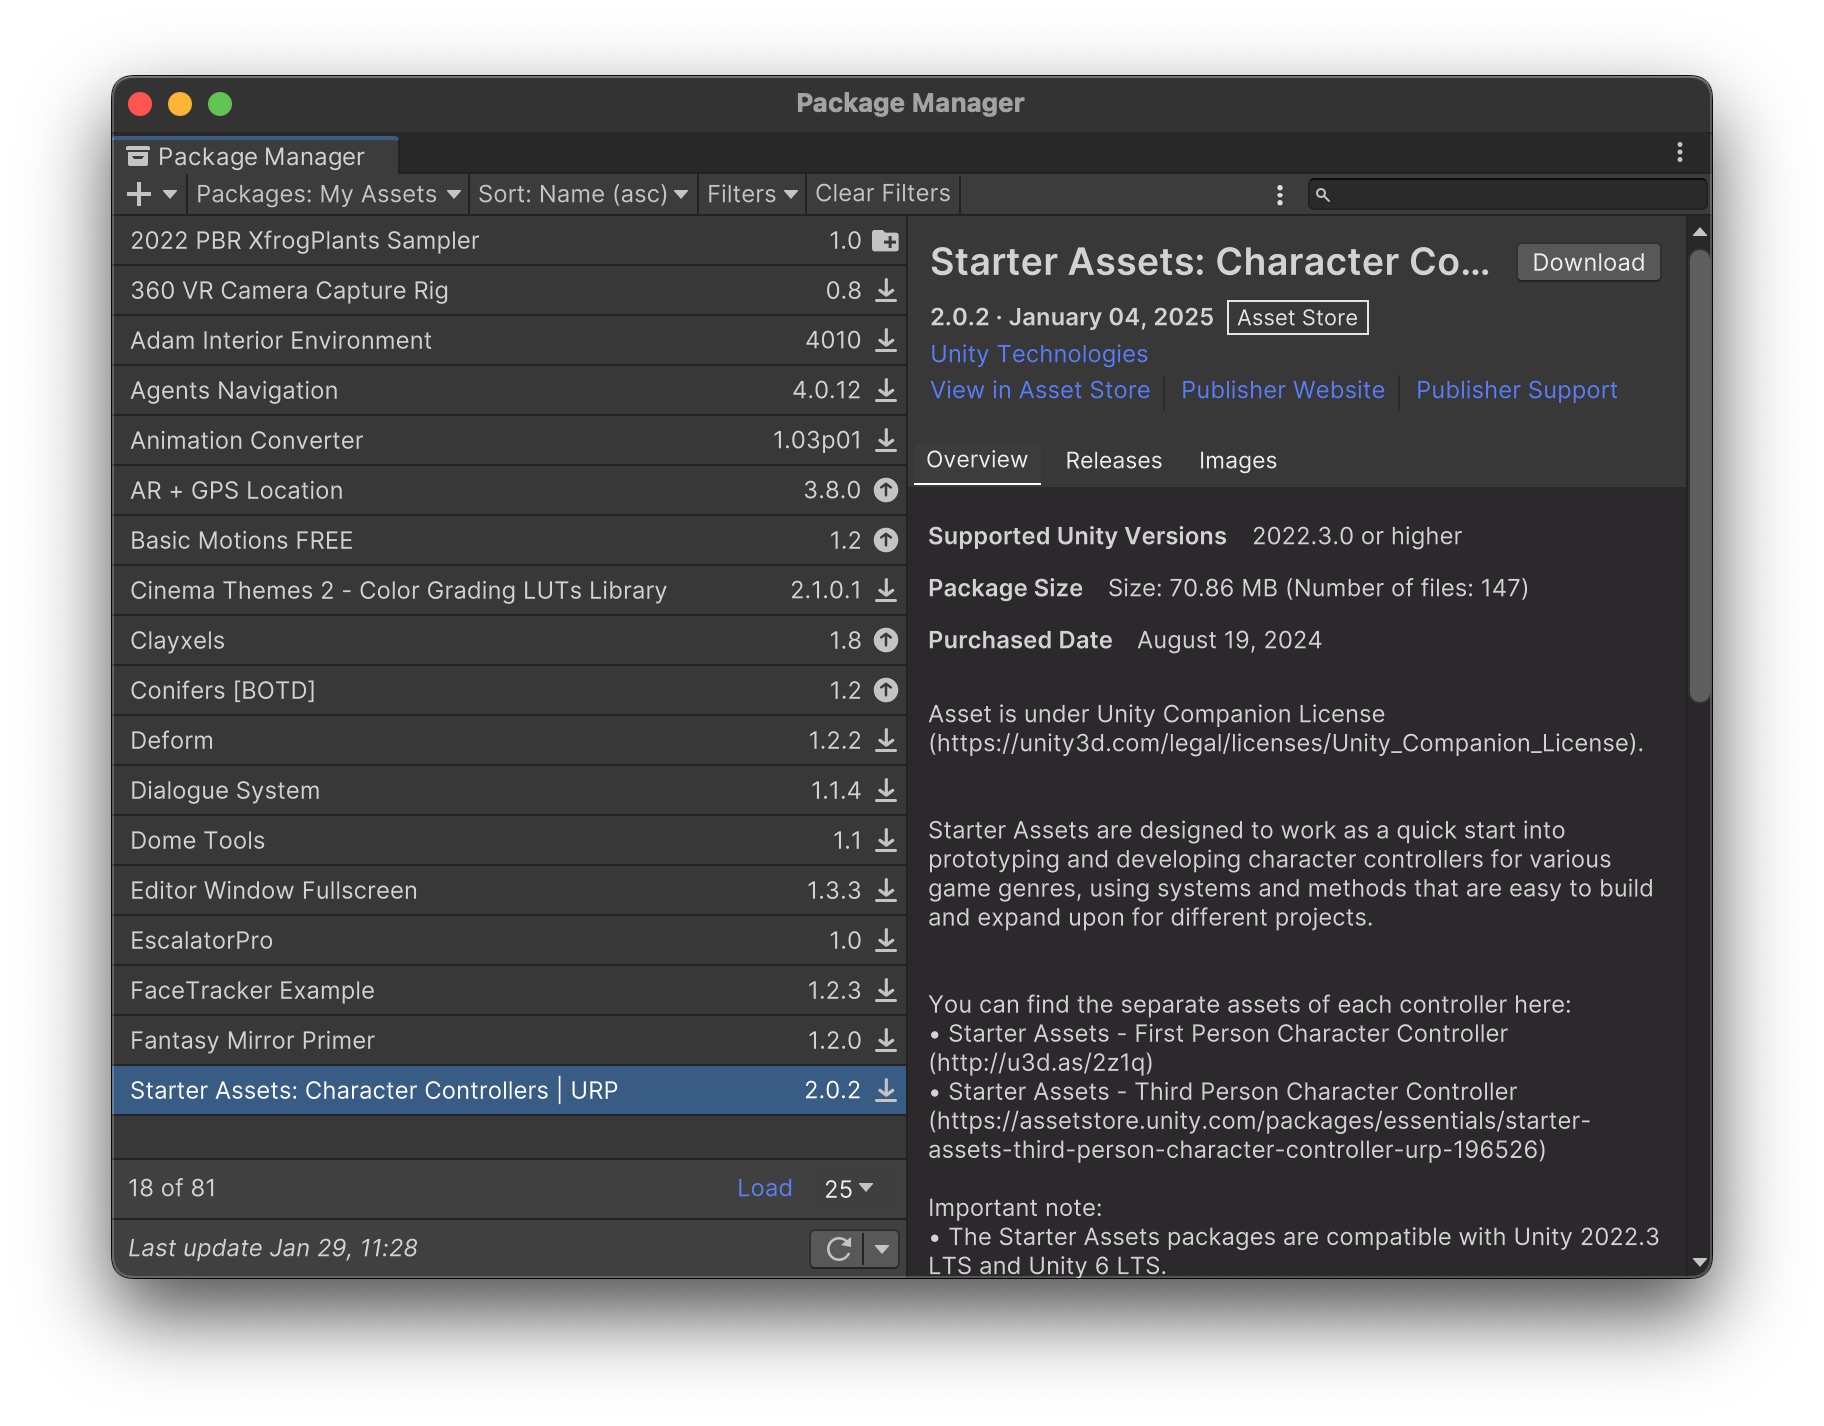 Package Manager
Package Manager
Packages: My Assets
Sort: Name (asc)
Filters
Clear Filters
2022 PBR XfrogPlants Sampler 1.0
360 VR Camera Capture Rig 0.8
Adam Interior Environment 4010
Agents Navigation 4.0.12
Animation Converter 1.03p01
AR + GPS Location 3.8.0
Basic Motions FREE 1.2
Cinema Themes 2 - Color Grading LUTs Library 2.1.0.1
Clayxels 1.8
Conifers [BOTD] 1.2
Deform 1.2.2
Dialogue System 1.1.4
Dome Tools 1.1
Editor Window Fullscreen 1.3.3
EscalatorPro 1.0
FaceTracker Example 1.2.3
Fantasy Mirror Primer 1.2.0
Starter Assets: Character Controllers | URP 2.0.2
18 of 81
Load
25
Last update Jan 29, 11:28
Starter Assets: Character Co...
Download
2.0.2 · January 04, 2025 Asset Store
Unity Technologies
View in Asset Store
Publisher Website
Publisher Support
Overview
Releases
Images
Supported Unity Versions 2022.3.0 or higher
Package Size Size: 70.86 MB (Number of files: 147)
Purchased Date August 19, 2024
Asset is under Unity Companion License
(https://unity3d.com/legal/licenses/Unity_Companion_License).
Starter Assets are designed to work as a quick start into
prototyping and developing character controllers for various
game genres, using systems and methods that are easy to build
and expand upon for different projects.
You can find the separate assets of each controller here:
• Starter Assets - First Person Character Controller
(http://u3d.as/2z1q)
• Starter Assets - Third Person Character Controller
(https://assetstore.unity.com/packages/essentials/starter-
assets-third-person-character-controller-urp-196526)
Important note:
• The Starter Assets packages are compatible with Unity 2022.3
LTS and Unity 6 LTS.